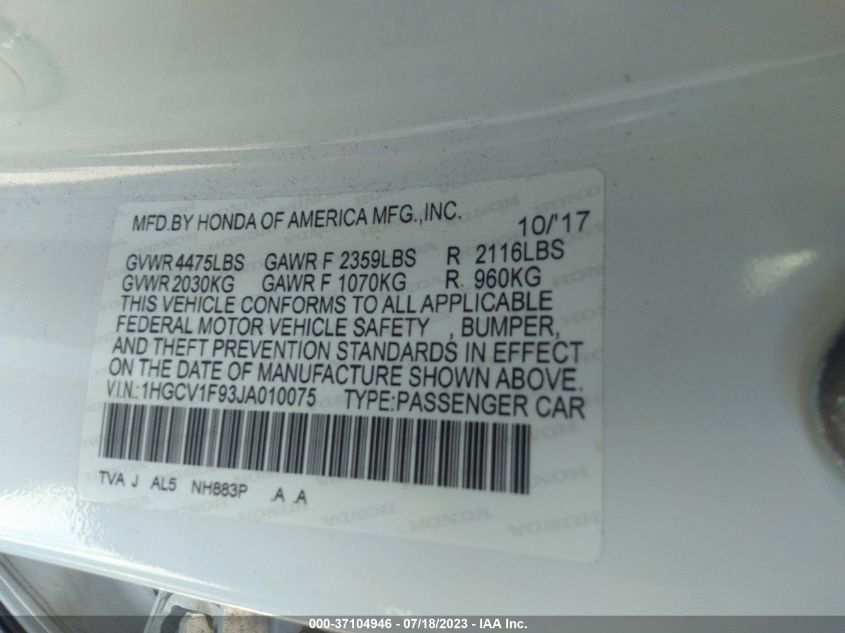 MFD.BY HONDA OF AMERICA MFG.,INC. 10/'17
GVWR 4475LBS GAWR F 2359LBS R 2116LBS
GVWR 2030KG GAWR F 1070KG R 960KG
THIS VEHICLE CONFORMS TO ALL APPLICABLE
FEDERAL MOTOR VEHICLE SAFETY , BUMPER,
AND THEFT PREVENTION STANDARDS IN EFFECT
ON THE DATE OF MANUFACTURE SHOWN ABOVE.
V.I.N.:1HGCV1F93JA010075 TYPE:PASSENGER CAR
TVA J AL5 NH883P .A .A
HONDA HONDA HONDA
000-37104946 - 07/18/2023 - IAA Inc.